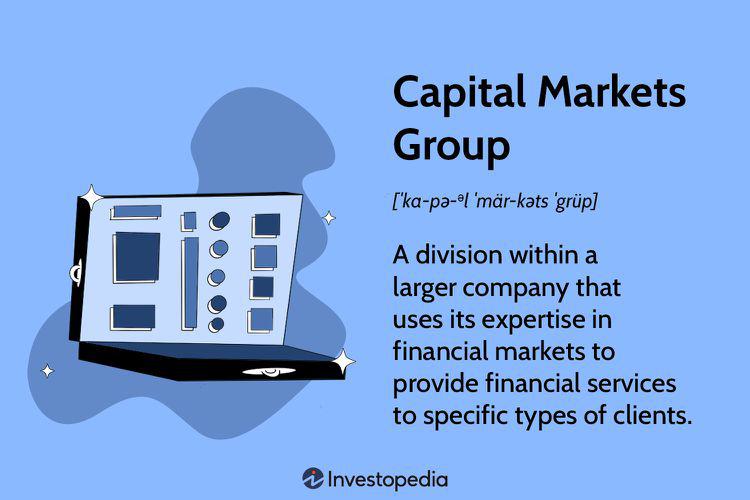 Capital Markets
Group
[ˈka-pə-ᵊl ˈmär-kəts ˈgrüp]
A division within a
larger company that
uses its expertise in
financial markets to
provide financial services
to specific types of clients.
Investopedia